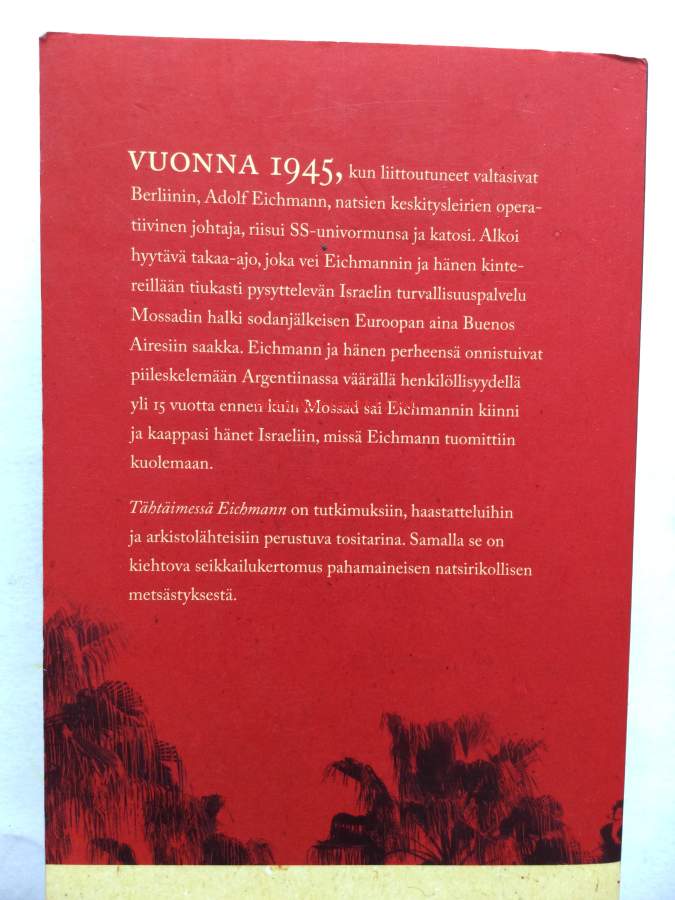 VUONNA 1945, kun liittoutuneet valtasivat
Berliinin, Adolf Eichmann, natsien keskitysleirien opera-
tiivinen johtaja, riisui SS-univormunsa ja katosi. Alkoi
hyytävä takaa-ajo, joka vei Eichmannin ja hänen kinte-
reillään tiukasti pysyttelevän Israelin turvallisuuspalvelu
Mossadin halki sodanjälkeisen Euroopan aina Buenos
Airesiin saakka. Eichmann ja hänen perheensä onnistuivat
piileskelemään Argentiinassa väärällä henkilöllisyydellä
yli 15 vuotta ennen kuin Mossad sai Eichmannin kiinni
ja kaappasi hänet Israeliin, missä Eichmann tuomittiin
kuolemaan.
Tähtäimessä Eichmann on tutkimuksiin, haastatteluihin
ja arkistolähteisiin perustuva tositarina. Samalla se on
kiehtova seikkailukertomus pahamaineisen natsirikollisen
metsästyksestä.